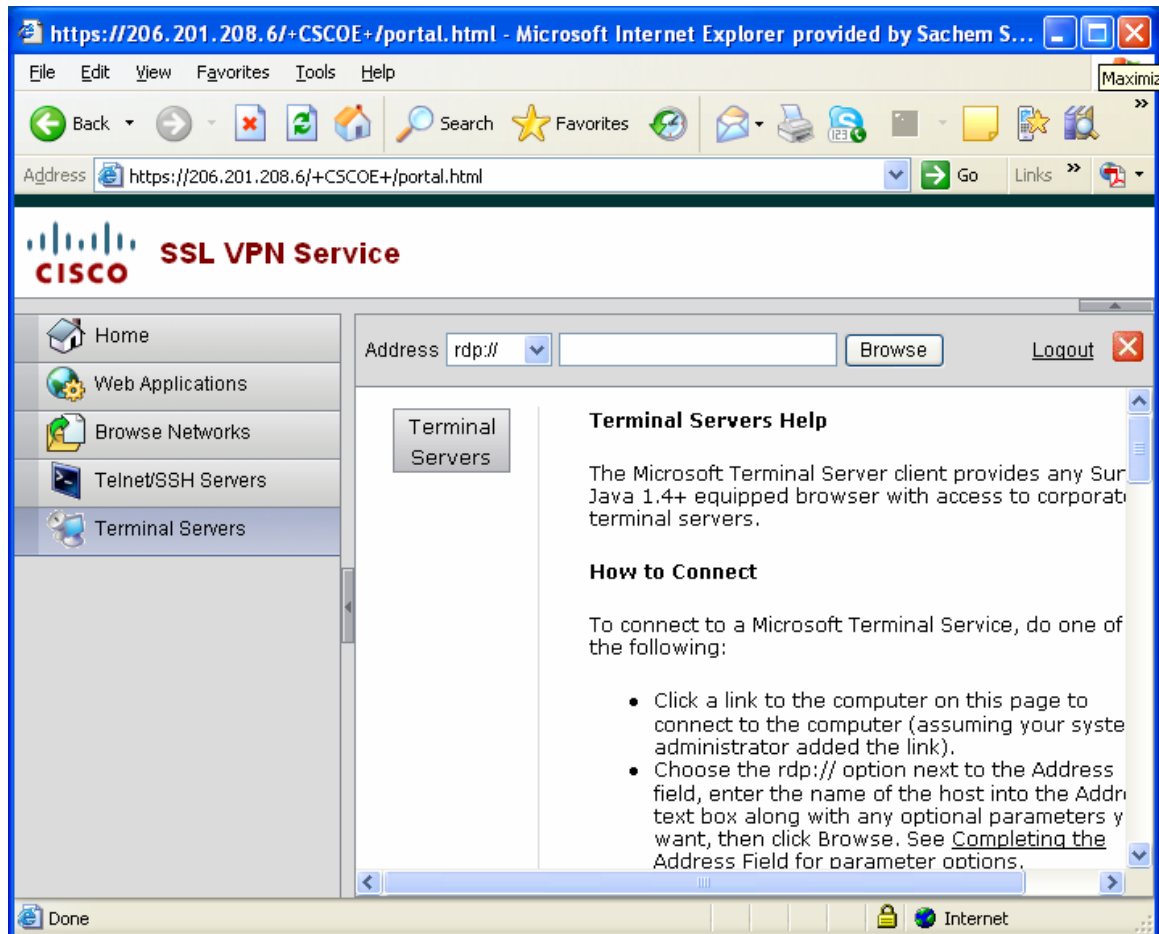 https://206.201.208.6/+CSCOE+/portal.html - Microsoft Internet Explorer provided by Sachem S...
File Edit View Favorites Tools Help
Maximiz
Back Search Favorites 123 »
Address https://206.201.208.6/+CSCOE+/portal.html Go Links »
CISCO SSL VPN Service
Home
Web Applications
Browse Networks
Telnet/SSH Servers
Terminal Servers
Address rdp:// Browse Logout
Terminal
Servers
Terminal Servers Help
The Microsoft Terminal Server client provides any Sun
Java 1.4+ equipped browser with access to corporate
terminal servers.
How to Connect
To connect to a Microsoft Terminal Service, do one of
the following:
• Click a link to the computer on this page to
connect to the computer (assuming your syste
administrator added the link).
• Choose the rdp:// option next to the Address
field, enter the name of the host into the Addr
text box along with any optional parameters y
want, then click Browse. See Completing the
Address Field for parameter options.
Done Internet